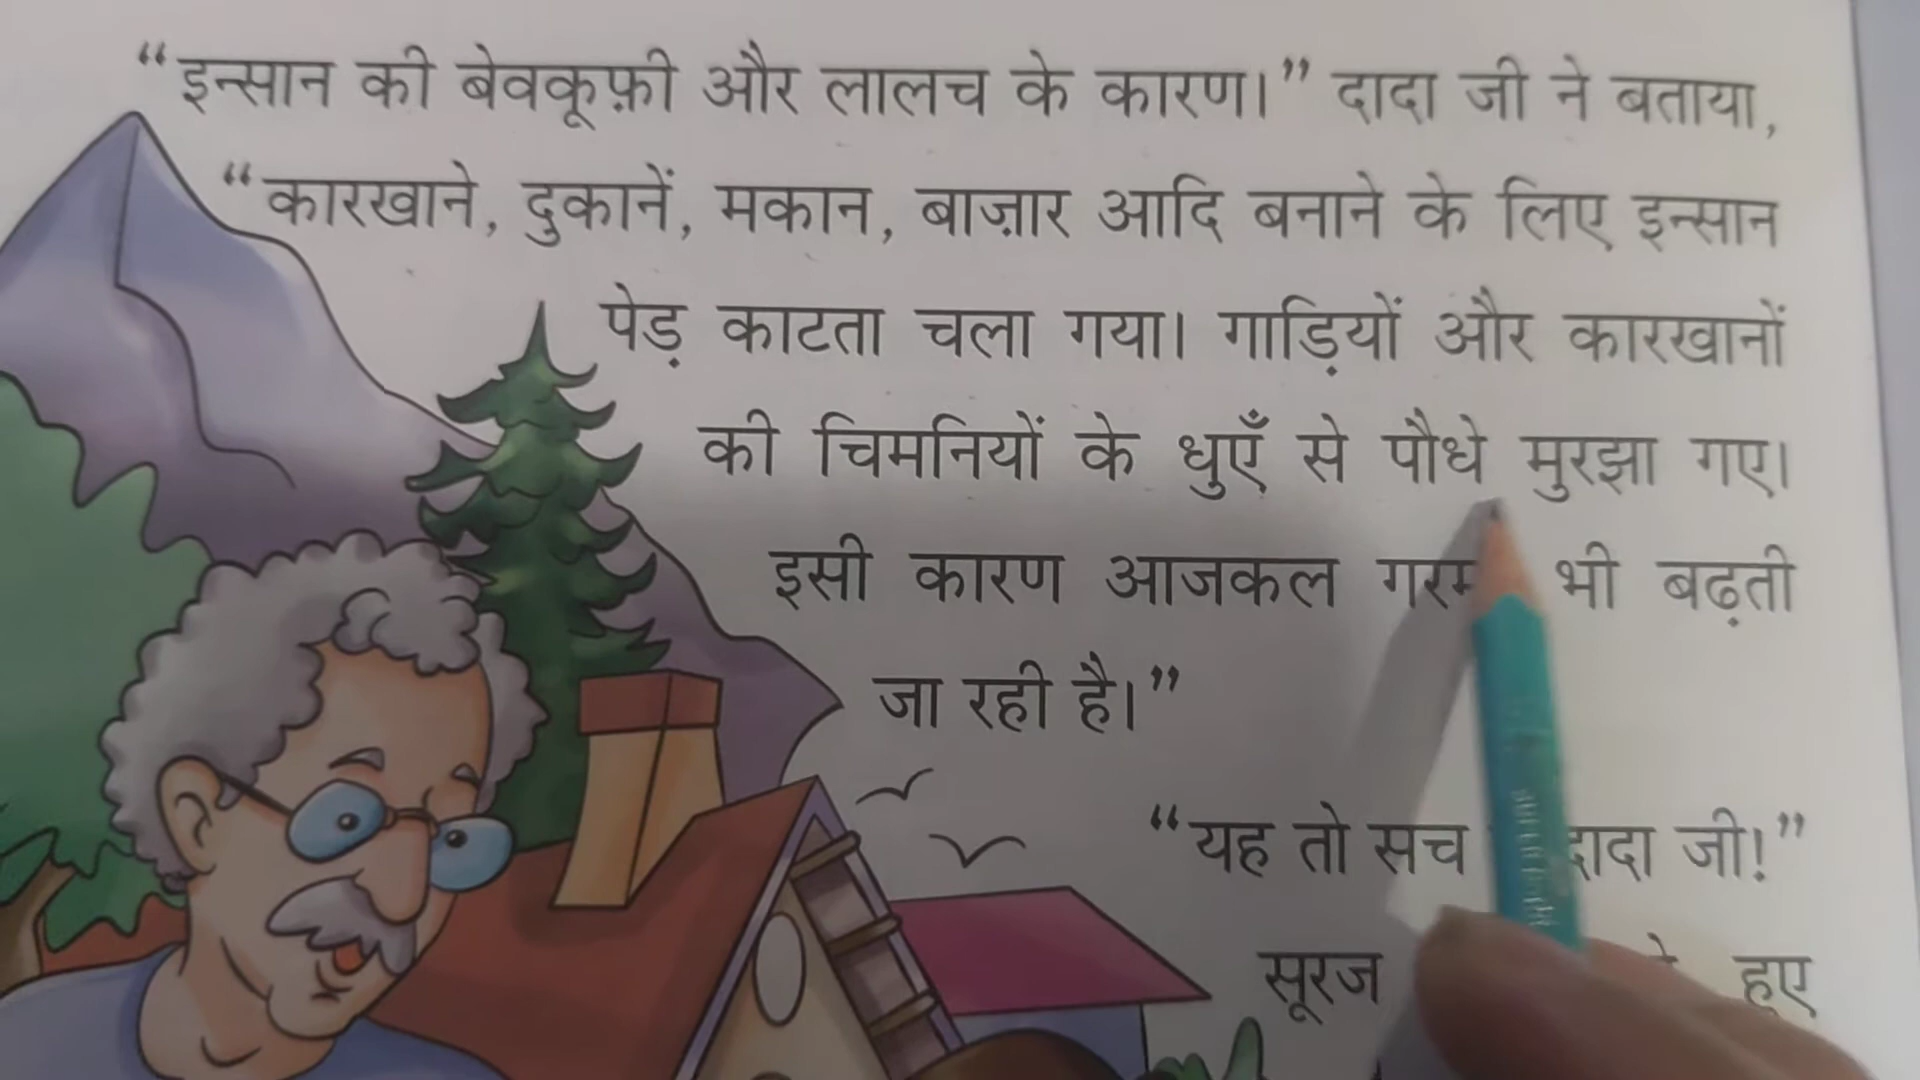 “इन्सान की बेवकूफ़ी और लालच के कारण।” दादा जी ने बताया,
“कारखाने, दुकानें, मकान, बाज़ार आदि बनाने के लिए इन्सान
पेड़ काटता चला गया। गाड़ियों और कारखानों
की चिमनियों के धुएँ से पौधे मुरझा गए।
इसी कारण आजकल भी बढ़ती
जा रही है।”
“यह तो सच दादा जी!”
सूरज हुए